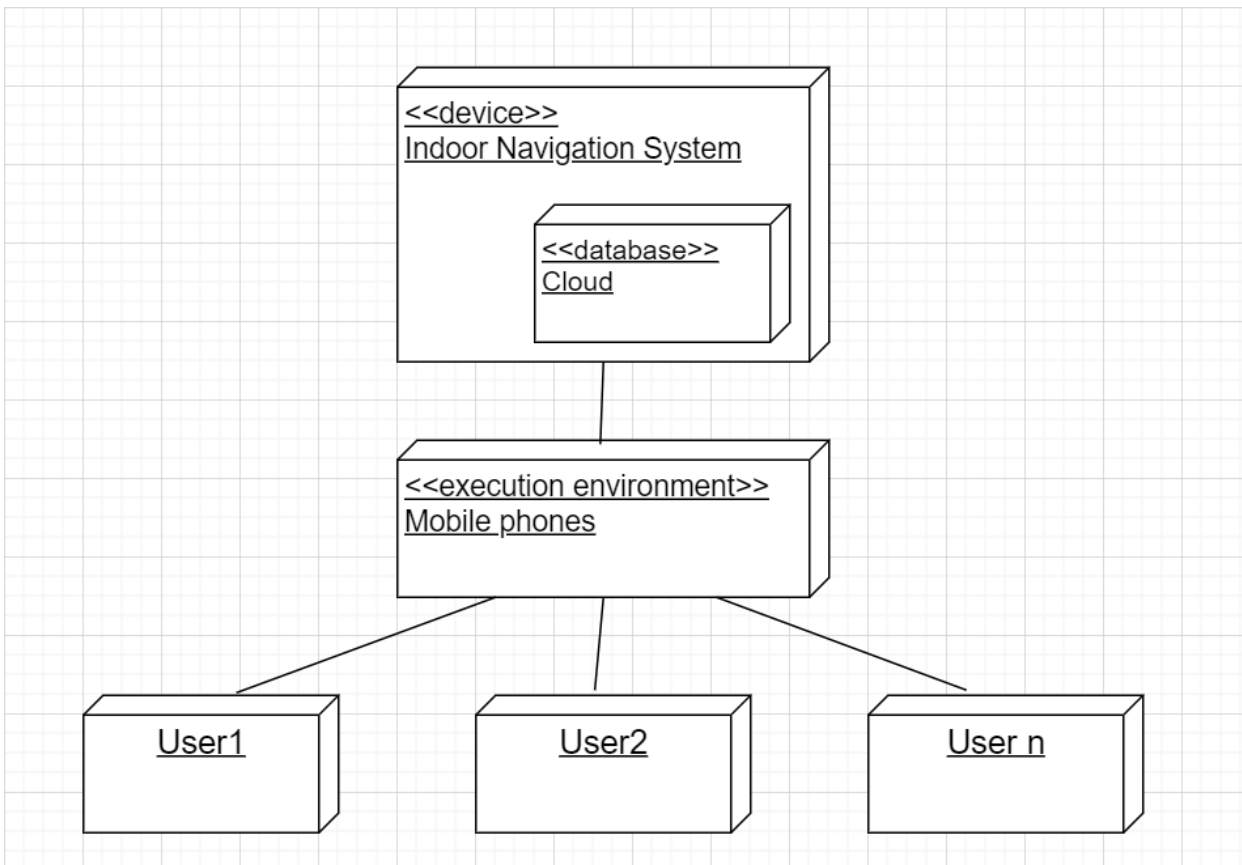 <<device>>
Indoor Navigation System
<<database>>
Cloud
<<execution environment>>
Mobile phones
User1
User2
User n